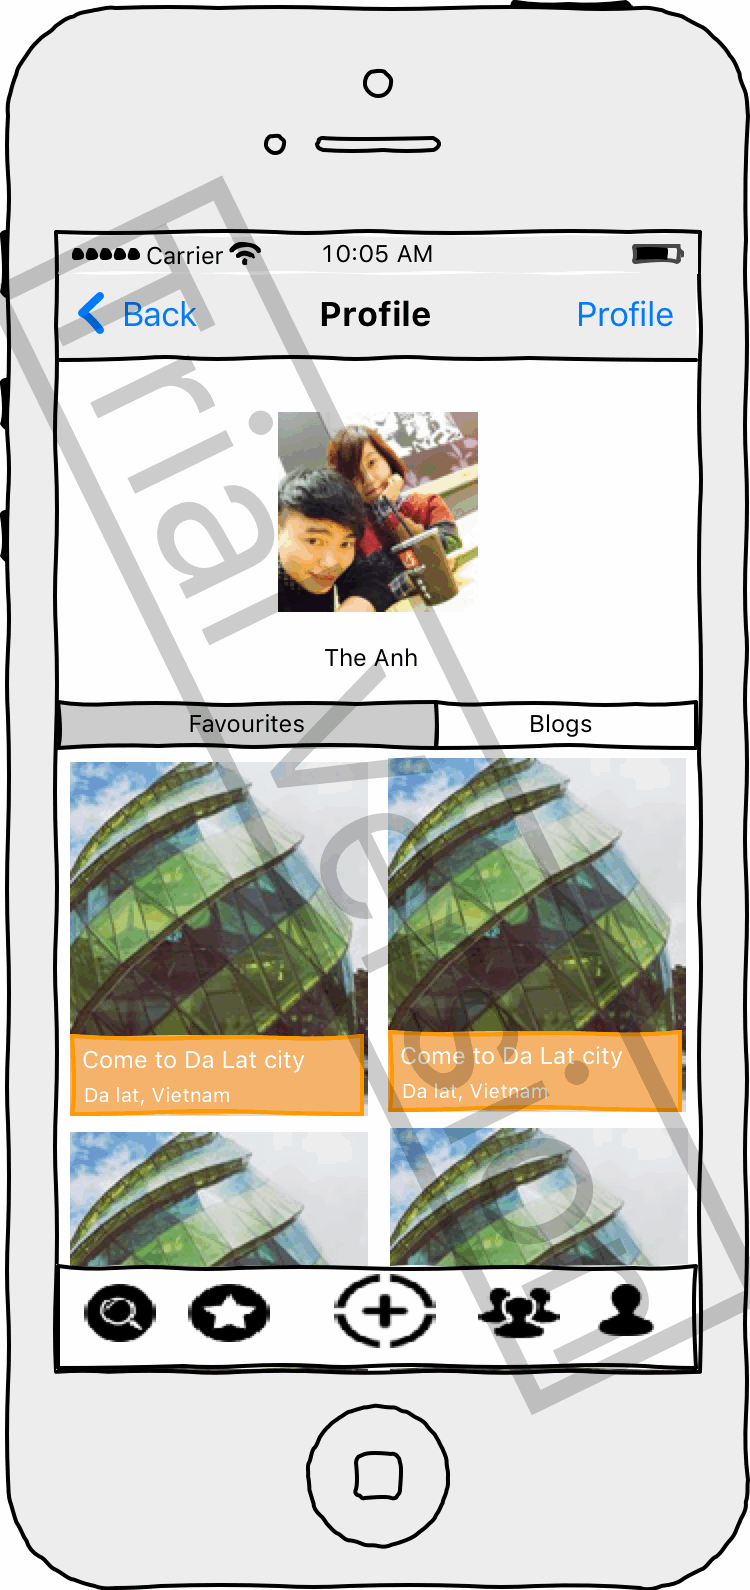 Carrier 10:05 AM
Back Profile Profile
The Anh
Favourites Blogs
Come to Da Lat city
Da lat, Vietnam
Come to Da Lat city
Da lat, Vietnam
Trial Version